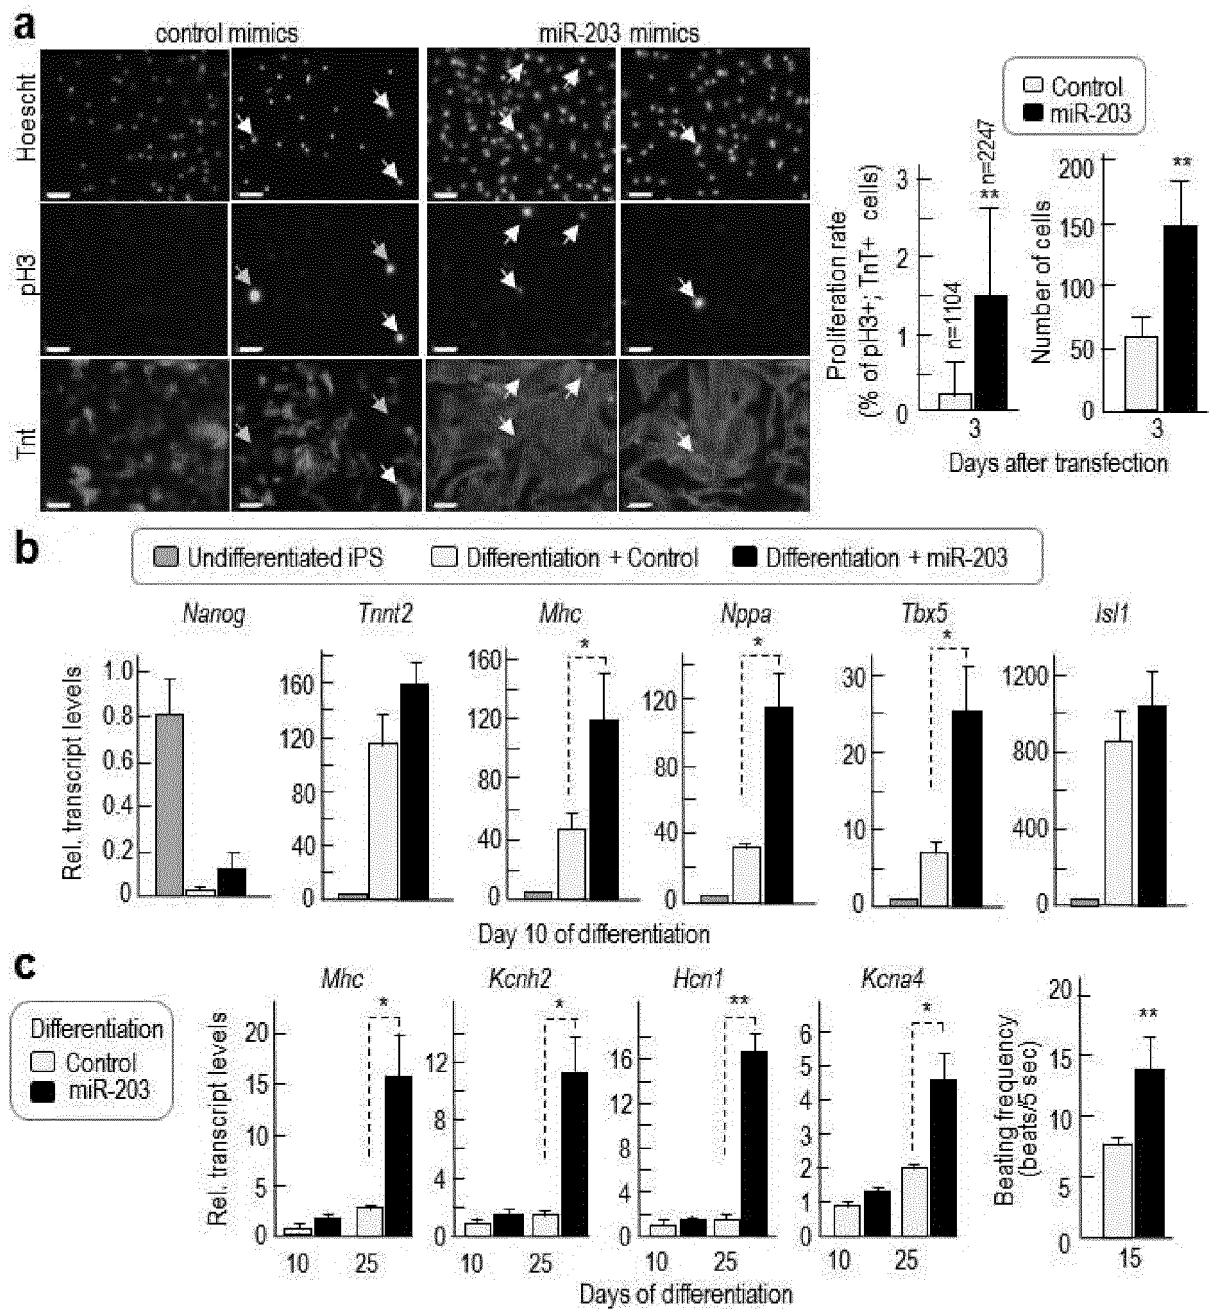 a
control mimics
miR-203 mimics
Hoescht
pH3
Tnt
Control
miR-203
Proliferation rate
(% of pH3+; TnT+ cells)
3
2
1
0
n=1104
** n=2247
3
Number of cells
200
150
100
50
0
**
3
Days after transfection
b
Undifferentiated iPS
Differentiation + Control
Differentiation + miR-203
Nanog
Tnnt2
Mhc
Nppa
Tbx5
Isl1
Rel. transcript levels
1.0
0.8
0.6
0.4
0.2
0
160
120
80
40
0
160
120
80
40
0
*
120
80
40
0
*
30
20
10
0
*
1200
800
400
0
Day 10 of differentiation
c
Differentiation
Control
miR-203
Mhc
Kcnh2
Hcn1
Kcna4
Rel. transcript levels
20
15
10
5
0
*
10 25
12
8
4
0
*
10 25
16
12
8
4
0
**
10 25
6
5
4
3
2
1
0
*
10 25
Beating frequency
(beats/5 sec)
20
15
10
5
0
**
15
Days of differentiation